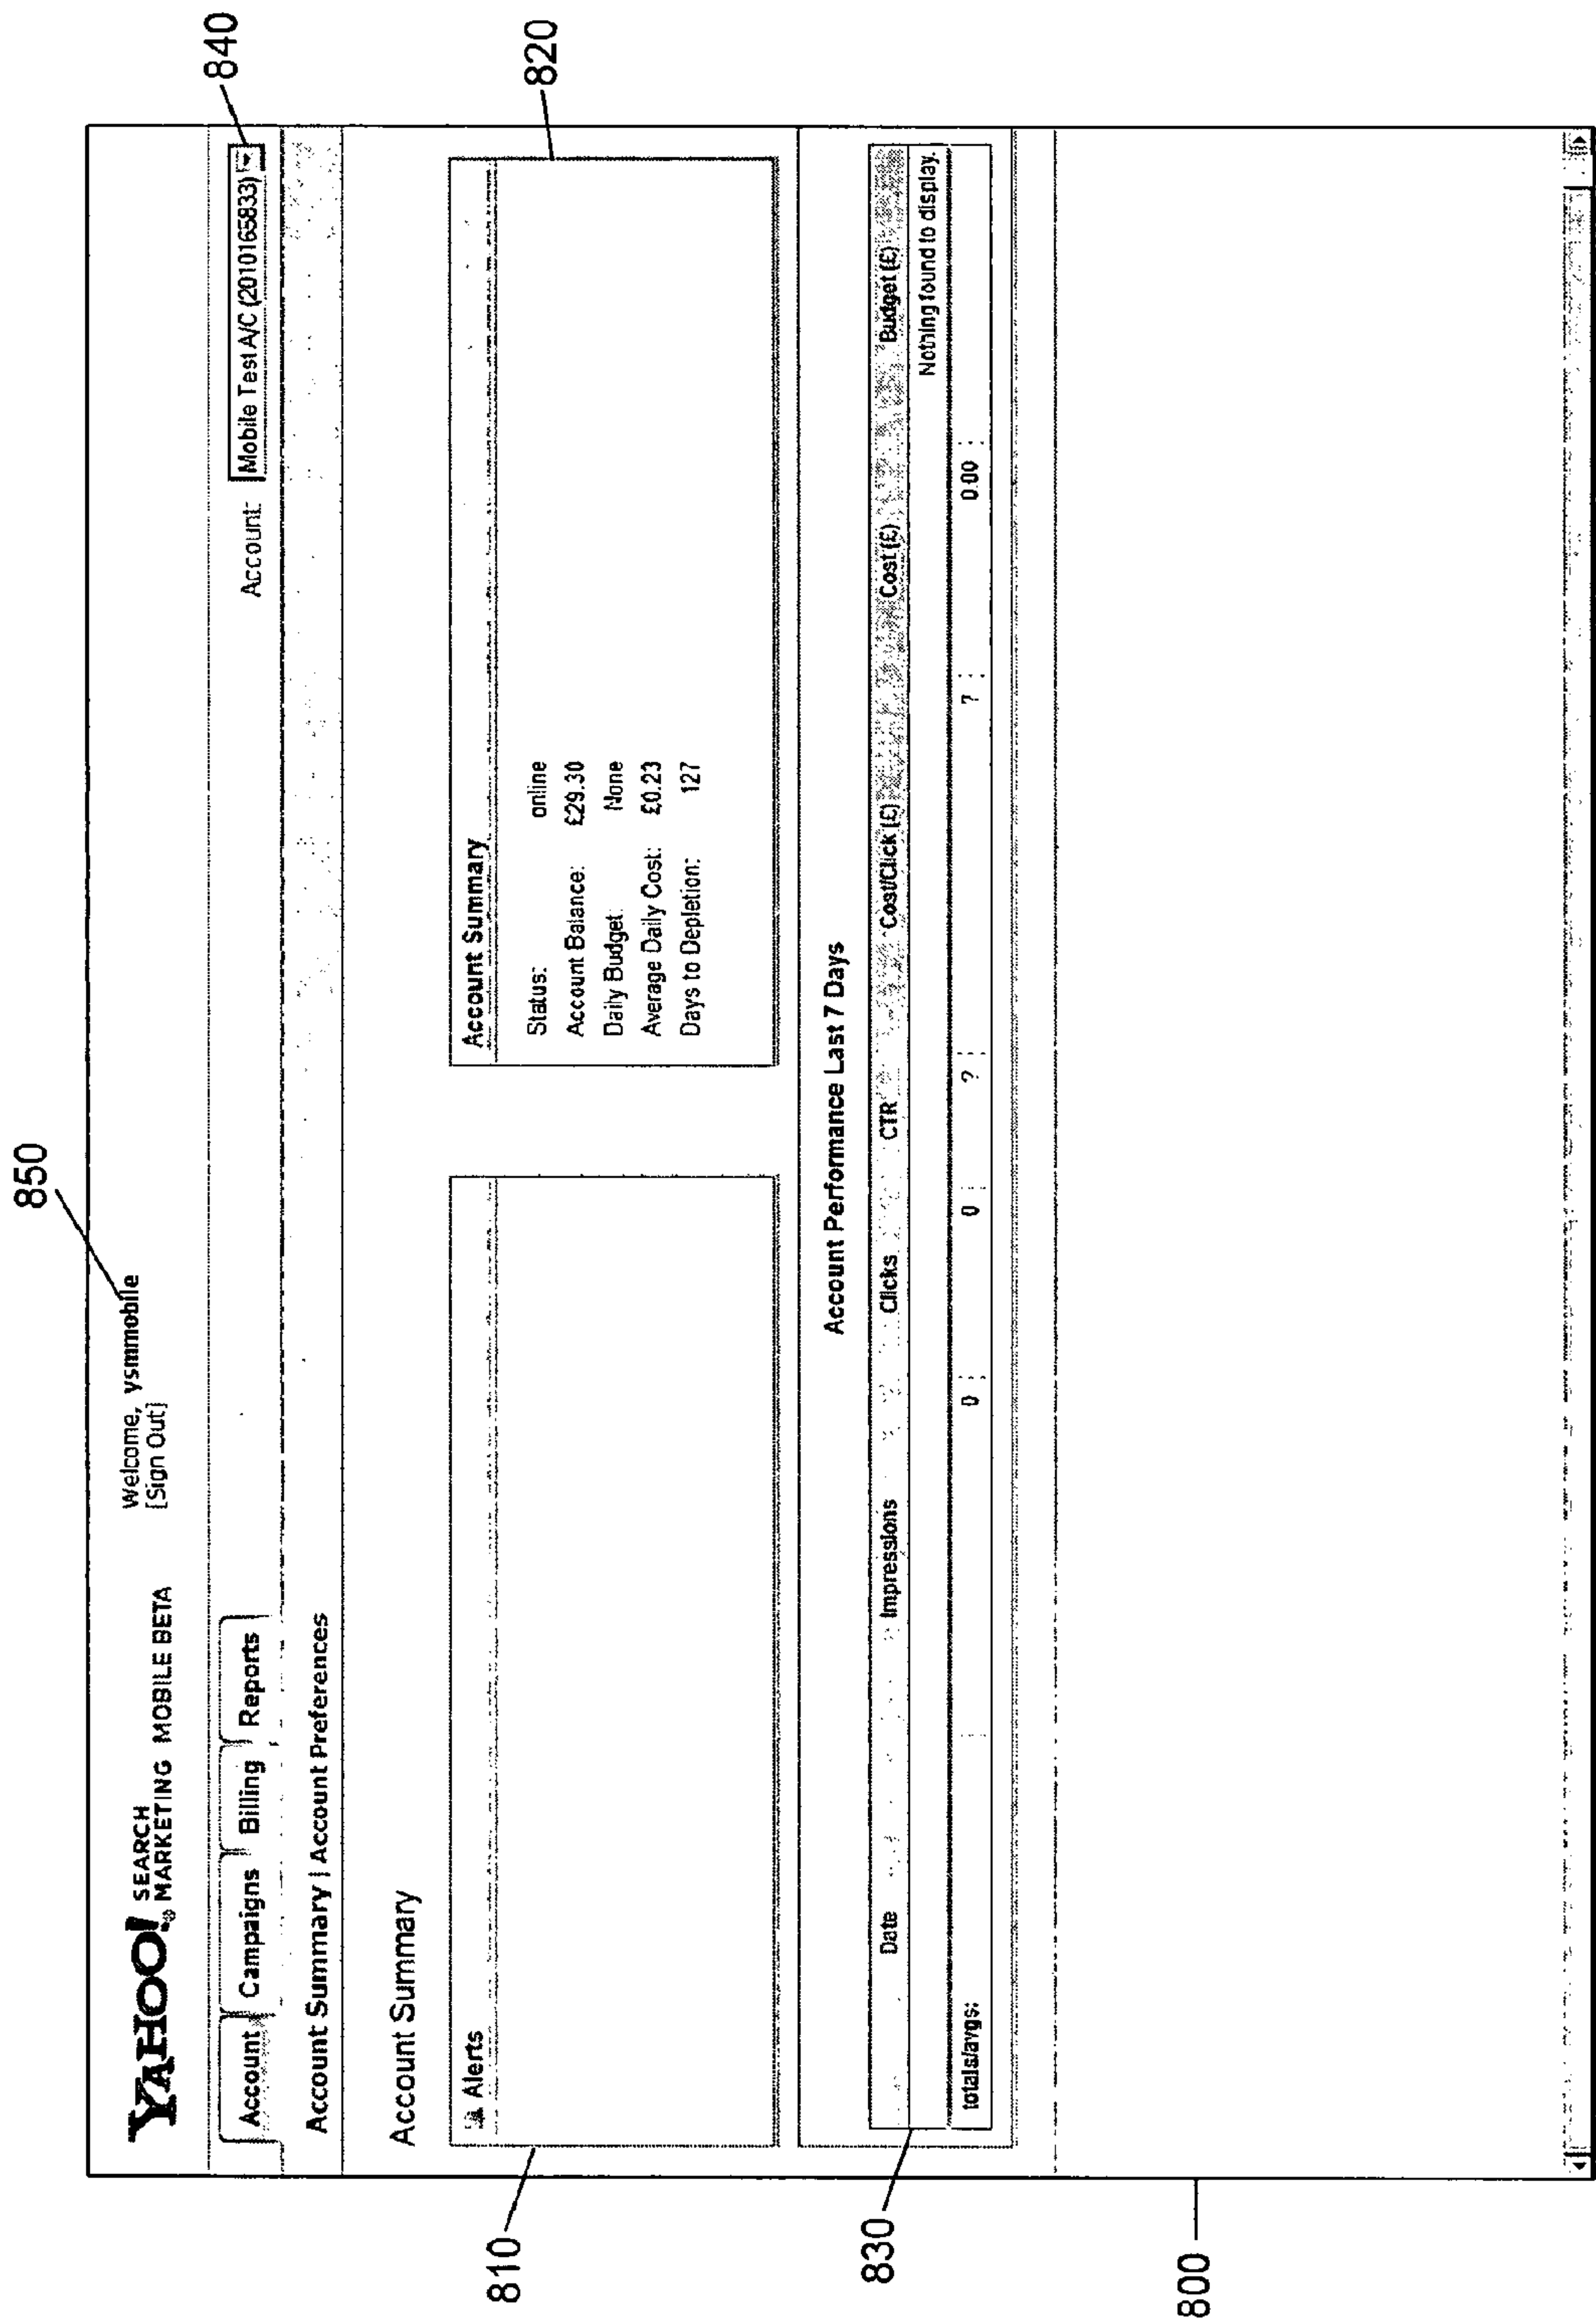 850
YAHOO! SEARCH
MARKETING MOBILE BETA
Welcome, ysmmobile
[Sign Out]
840
Account Campaigns Billing Reports
Account: Mobile Test A/C (2010165833)
Account Summary | Account Preferences
Account Summary
810
820
Alerts
Account Summary
Status: online
Account Balance: £29.30
Daily Budget: None
Average Daily Cost: £0.23
Days to Depletion: 127
Account Performance Last 7 Days
830
Date Impressions Clicks CTR Cost/Click (£) Cost (£) Budget (£)
Nothing found to display.
totals/avgs: 0 0 ? ? 0.00
800